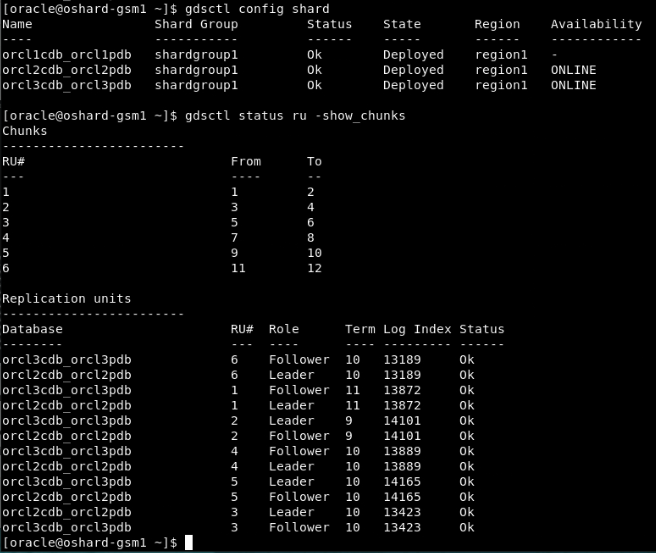 [oracle@oshard-gsm1 ~]$ gdsctl config shard
Name                Shard Group         Status    State       Region    Availability
----                -----------         ------    -----       ------    ------------
orcl1cdb_orcl1pdb   shardgroup1         Ok        Deployed    region1   -
orcl2cdb_orcl2pdb   shardgroup1         Ok        Deployed    region1   ONLINE
orcl3cdb_orcl3pdb   shardgroup1         Ok        Deployed    region1   ONLINE

[oracle@oshard-gsm1 ~]$ gdsctl status ru -show_chunks
Chunks
------------------------
RU#                           From      To
---                           ----      --
1                             1         2
2                             3         4
3                             5         6
4                             7         8
5                             9         10
6                             11        12

Replication units
------------------------
Database                      RU#  Role      Term Log Index Status
--------                      ---  ----      ---- --------- ------
orcl3cdb_orcl3pdb             6    Follower  10   13189     Ok
orcl2cdb_orcl2pdb             6    Leader    10   13189     Ok
orcl3cdb_orcl3pdb             1    Follower  11   13872     Ok
orcl2cdb_orcl2pdb             1    Leader    11   13872     Ok
orcl3cdb_orcl3pdb             2    Leader    9    14101     Ok
orcl2cdb_orcl2pdb             2    Follower  9    14101     Ok
orcl3cdb_orcl3pdb             4    Follower  10   13889     Ok
orcl2cdb_orcl2pdb             4    Leader    10   13889     Ok
orcl3cdb_orcl3pdb             5    Leader    10   14165     Ok
orcl2cdb_orcl2pdb             5    Follower  10   14165     Ok
orcl2cdb_orcl2pdb             3    Leader    10   13423     Ok
orcl3cdb_orcl3pdb             3    Follower  10   13423     Ok
[oracle@oshard-gsm1 ~]$